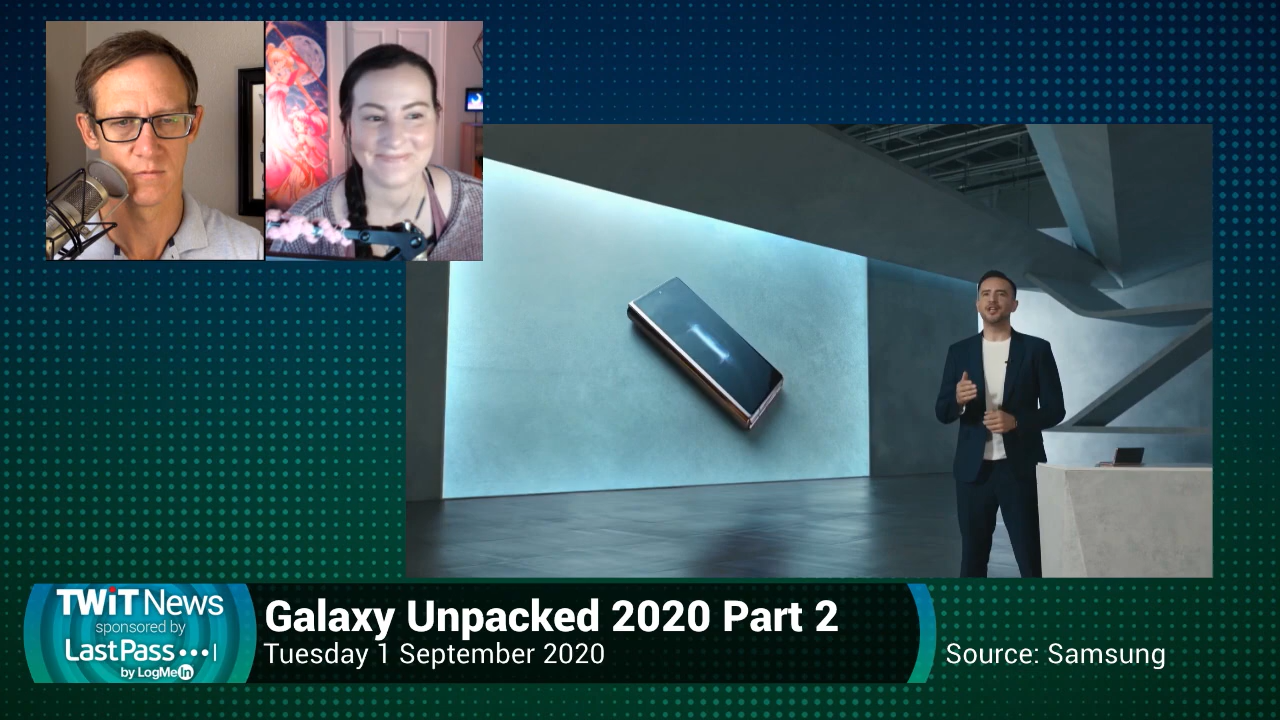 TWiT News
sponsored by
LastPass •••|
by LogMeIn
Galaxy Unpacked 2020 Part 2
Tuesday 1 September 2020
Source: Samsung